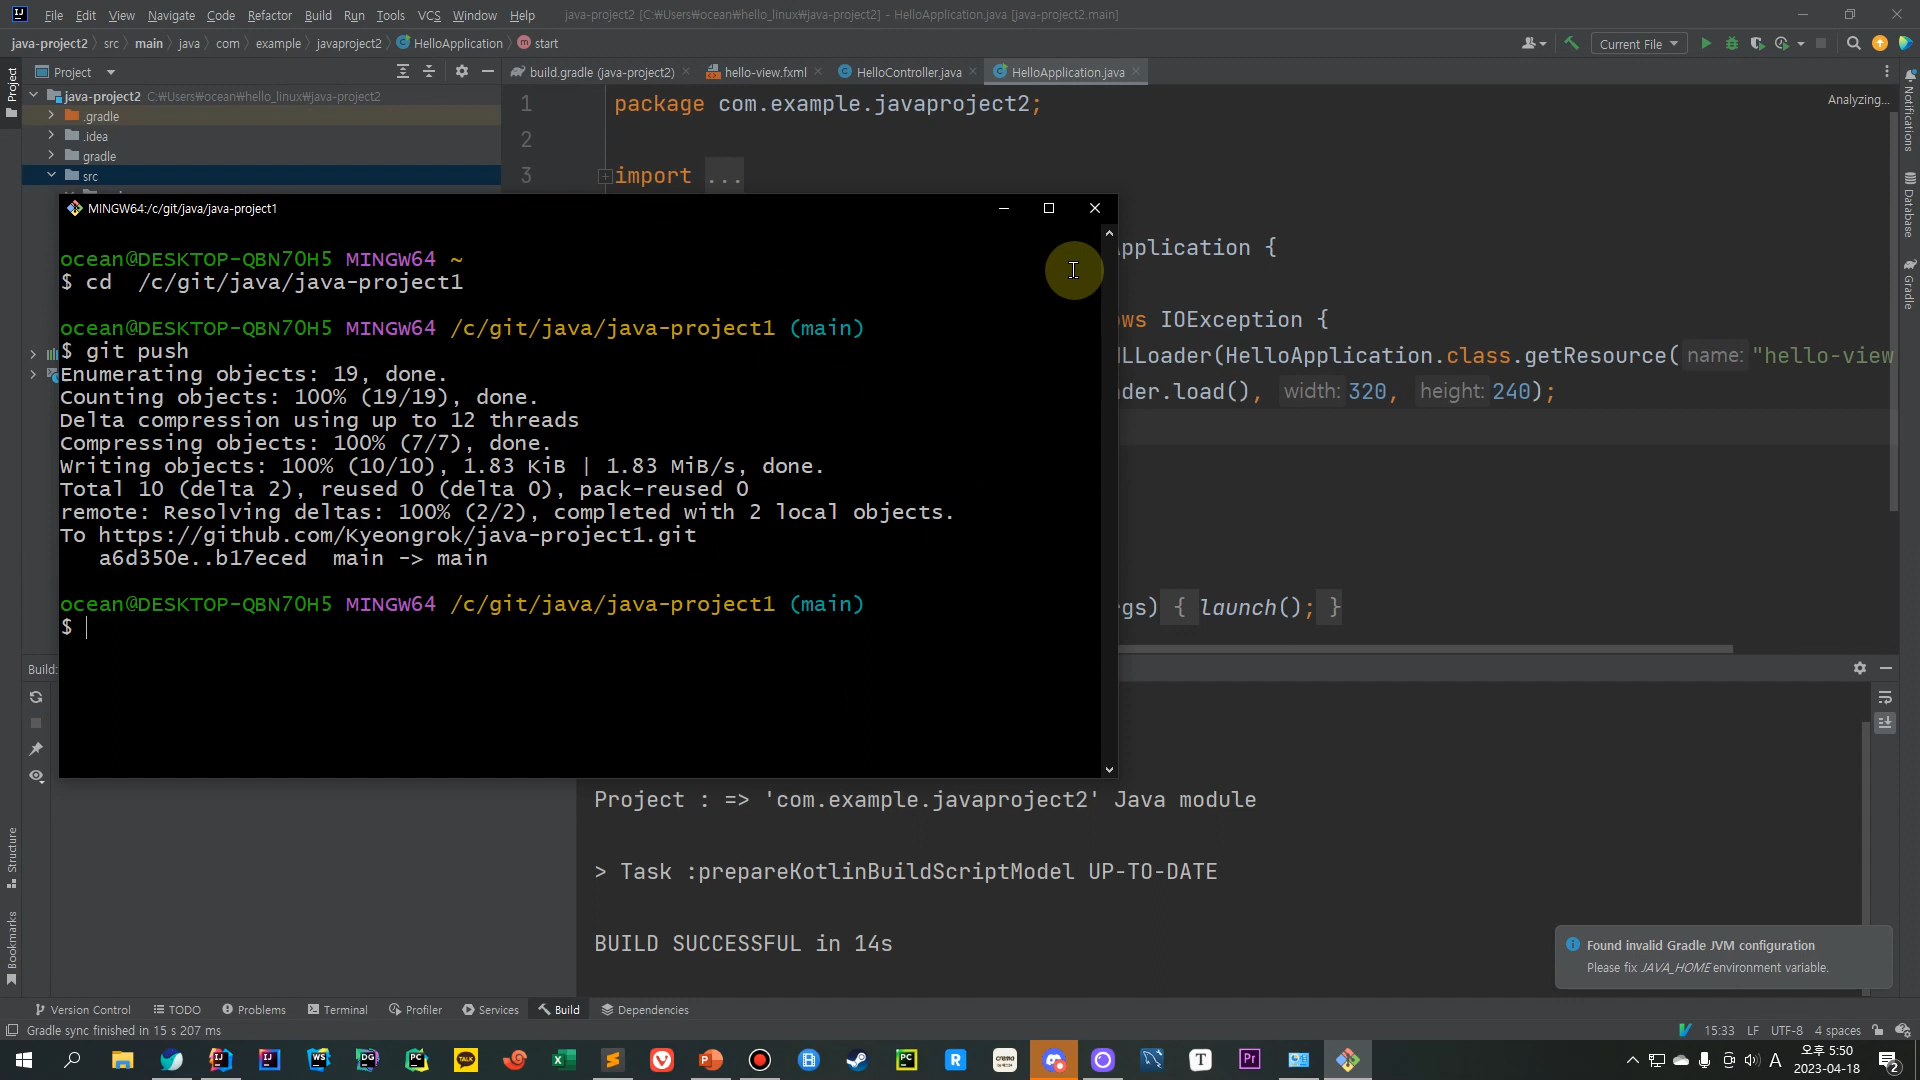 File Edit View Navigate Code Refactor Build Run Tools VCS Window Help java-project2 [C:₩Users₩ocean₩hello_linux₩java-project2] - HelloApplication.java [java-project2.main]
java-project2 src main java com example javaproject2 HelloApplication start
Current File
Project
build.gradle (java-project2) hello-view.fxml HelloController.java HelloApplication.java
Project
java-project2 C:₩Users₩ocean₩hello_linux₩java-project2
.gradle
.idea
gradle
src
1 package com.example.javaproject2;
Analyzing...
2
3 import ...
pplication {
ws IOException {
LLoader(HelloApplication.class.getResource( name: "hello-view
der.load(), width: 320, height: 240);
gs) { launch(); }
MINGW64:/c/git/java/java-project1
ocean@DESKTOP-QBN70H5 MINGW64 ~
$ cd  /c/git/java/java-project1
ocean@DESKTOP-QBN70H5 MINGW64 /c/git/java/java-project1 (main)
$ git push
Enumerating objects: 19, done.
Counting objects: 100% (19/19), done.
Delta compression using up to 12 threads
Compressing objects: 100% (7/7), done.
Writing objects: 100% (10/10), 1.83 KiB | 1.83 MiB/s, done.
Total 10 (delta 2), reused 0 (delta 0), pack-reused 0
remote: Resolving deltas: 100% (2/2), completed with 2 local objects.
To https://github.com/Kyeongrok/java-project1.git
a6d350e..b17eced  main -> main
ocean@DESKTOP-QBN70H5 MINGW64 /c/git/java/java-project1 (main)
$
Notifications
Database
Gradle
Build:
Project : => 'com.example.javaproject2' Java module
> Task :prepareKotlinBuildScriptModel UP-TO-DATE
BUILD SUCCESSFUL in 14s
Structure
Bookmarks
Found invalid Gradle JVM configuration
Please fix JAVA_HOME environment variable.
Version Control TODO Problems Terminal Profiler Services Build Dependencies
Gradle sync finished in 15 s 207 ms
15:33 LF UTF-8 4 spaces
A
오후 5:50
2023-04-18
2